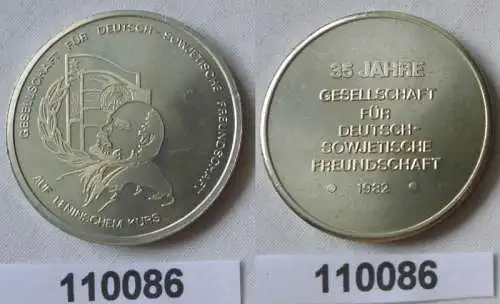 GESELLSCHAFT FÜR DEUTSCH-SOWJETISCHE FREUNDSCHAFT
AUF LENINSCHEM KURS
110086
35 JAHRE
GESELLSCHAFT
FÜR
DEUTSCH-
SOWJETISCHE
FREUNDSCHAFT
1982
110086